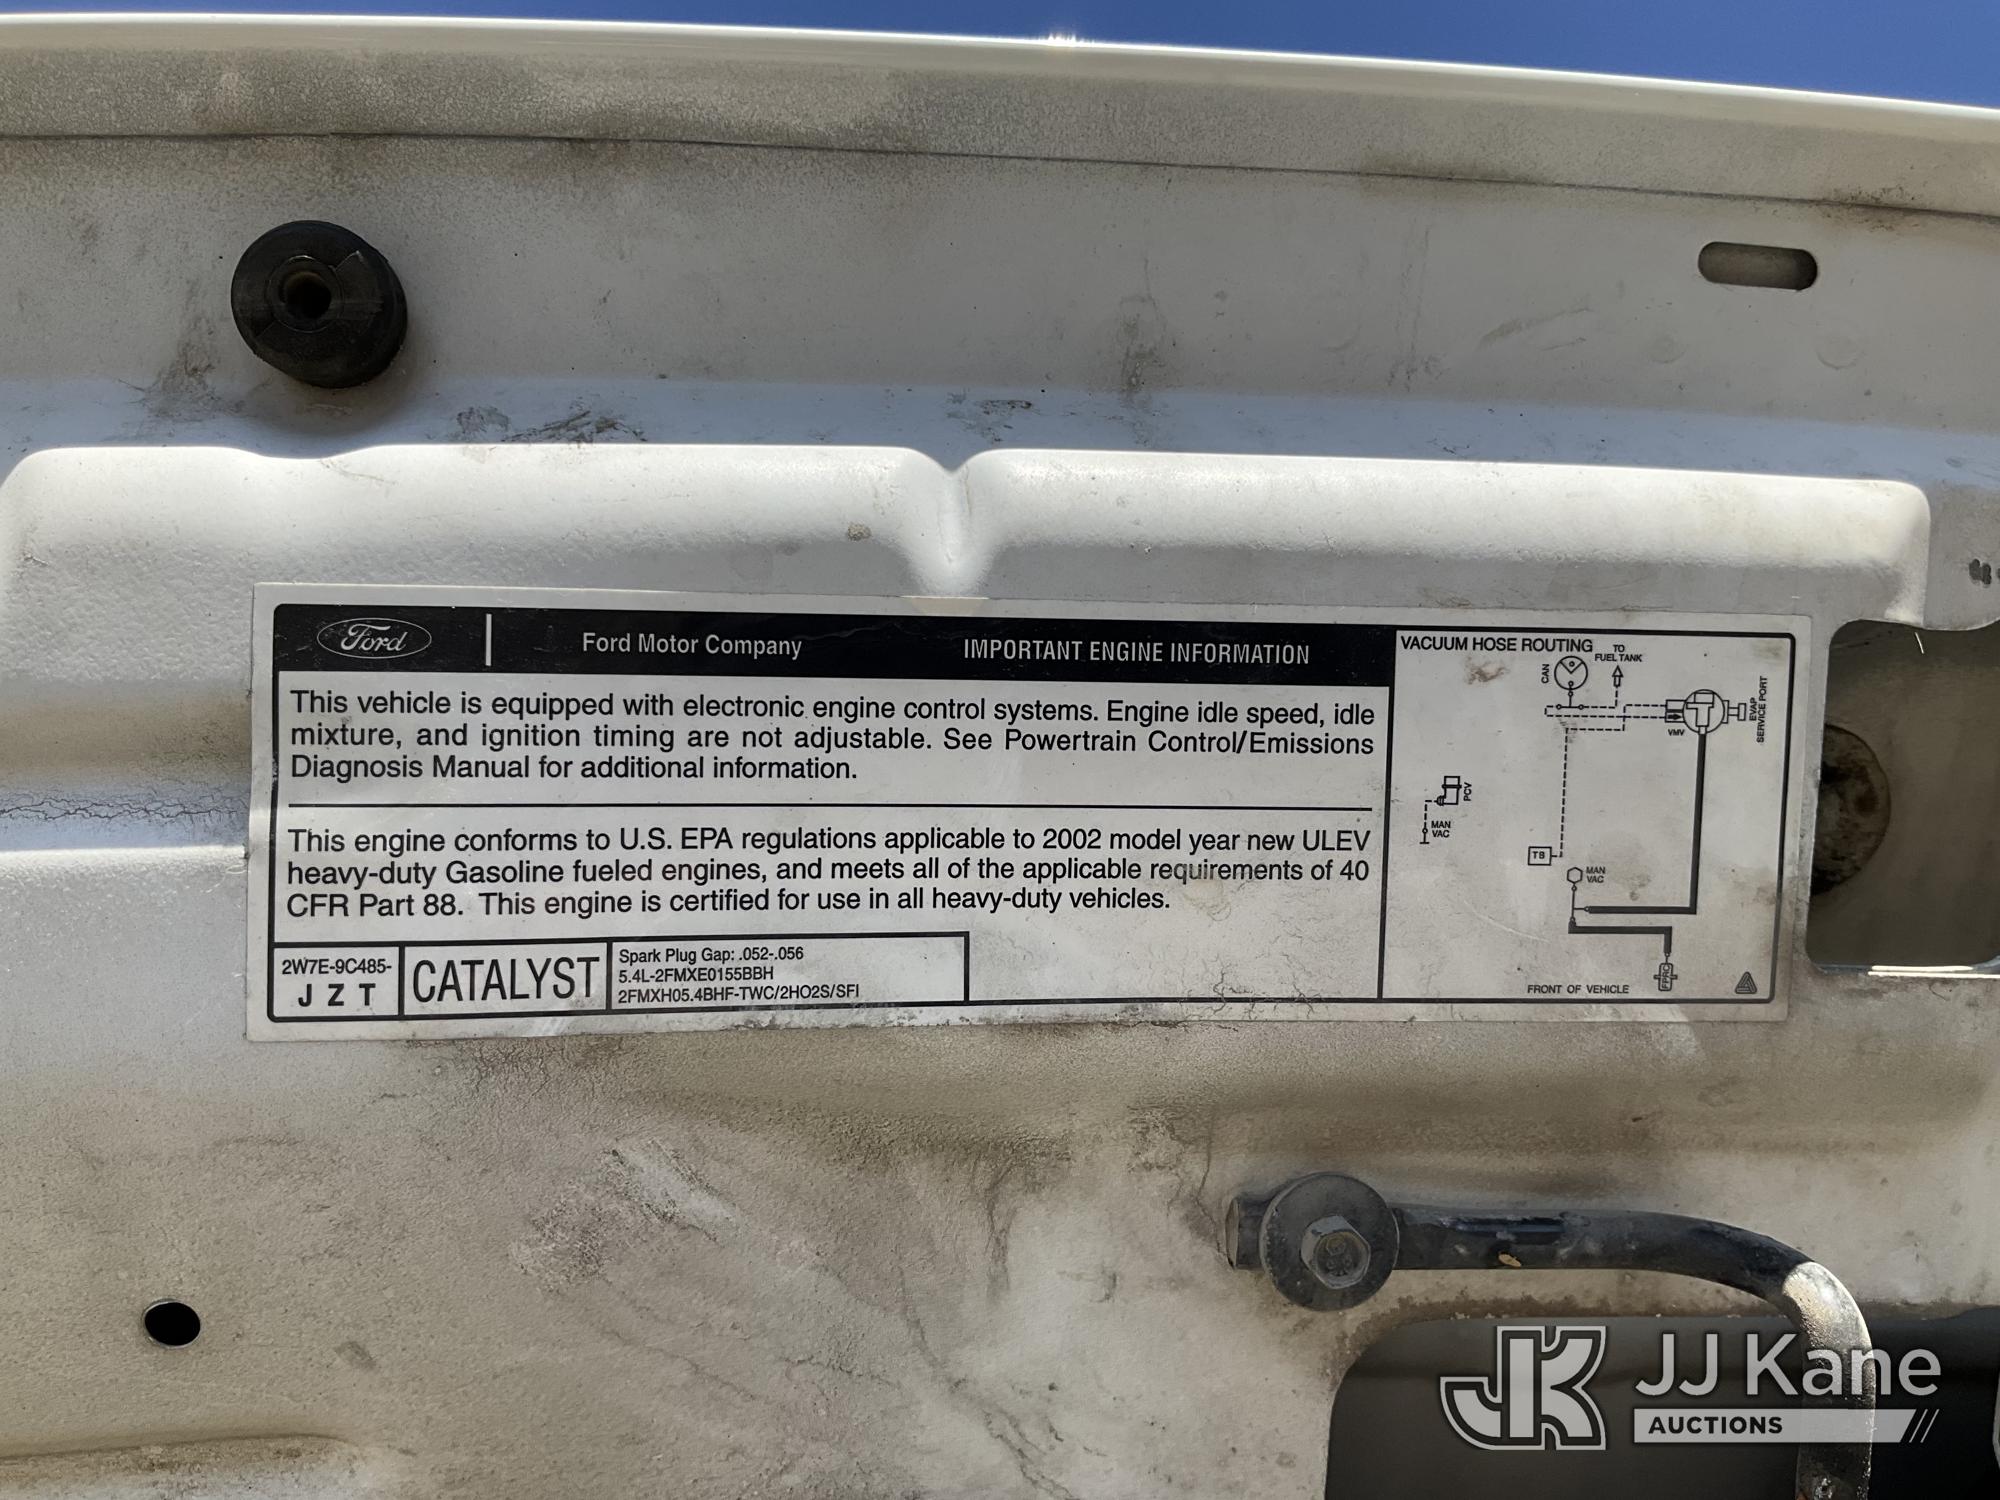 Ford
Ford Motor Company
IMPORTANT ENGINE INFORMATION
This vehicle is equipped with electronic engine control systems. Engine idle speed, idle
mixture, and ignition timing are not adjustable. See Powertrain Control/Emissions
Diagnosis Manual for additional information.
This engine conforms to U.S. EPA regulations applicable to 2002 model year new ULEV
heavy-duty Gasoline fueled engines, and meets all of the applicable requirements of 40
CFR Part 88. This engine is certified for use in all heavy-duty vehicles.
2W7E-9C485-
J Z T
CATALYST
Spark Plug Gap: .052-.056
5.4L-2FMXE0155BBH
2FMXH05.4BHF-TWC/2HO2S/SFI
VACUUM HOSE ROUTING
TO
FUEL TANK
CAN
EVAP
SERVICE PORT
VMV
PCV
MAN
VAC
TB
MAN
VAC
FPRC
FRONT OF VEHICLE
JK
JJ Kane
AUCTIONS